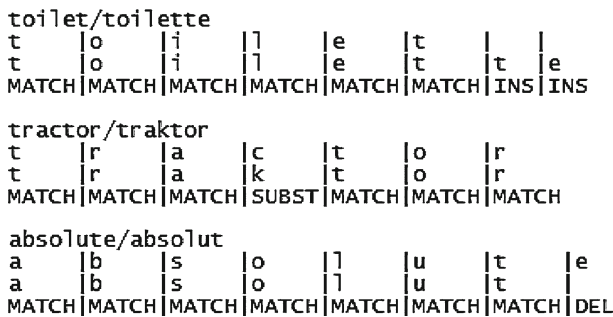 toilet/toilette
t |o |i |l |e |t | |
t |o |i |l |e |t |t |e
MATCH|MATCH|MATCH|MATCH|MATCH|MATCH|INS|INS
tractor/traktor
t |r |a |c |t |o |r
t |r |a |k |t |o |r
MATCH|MATCH|MATCH|SUBST|MATCH|MATCH|MATCH
absolute/absolut
a |b |s |o |l |u |t |e
a |b |s |o |l |u |t |
MATCH|MATCH|MATCH|MATCH|MATCH|MATCH|MATCH|DEL